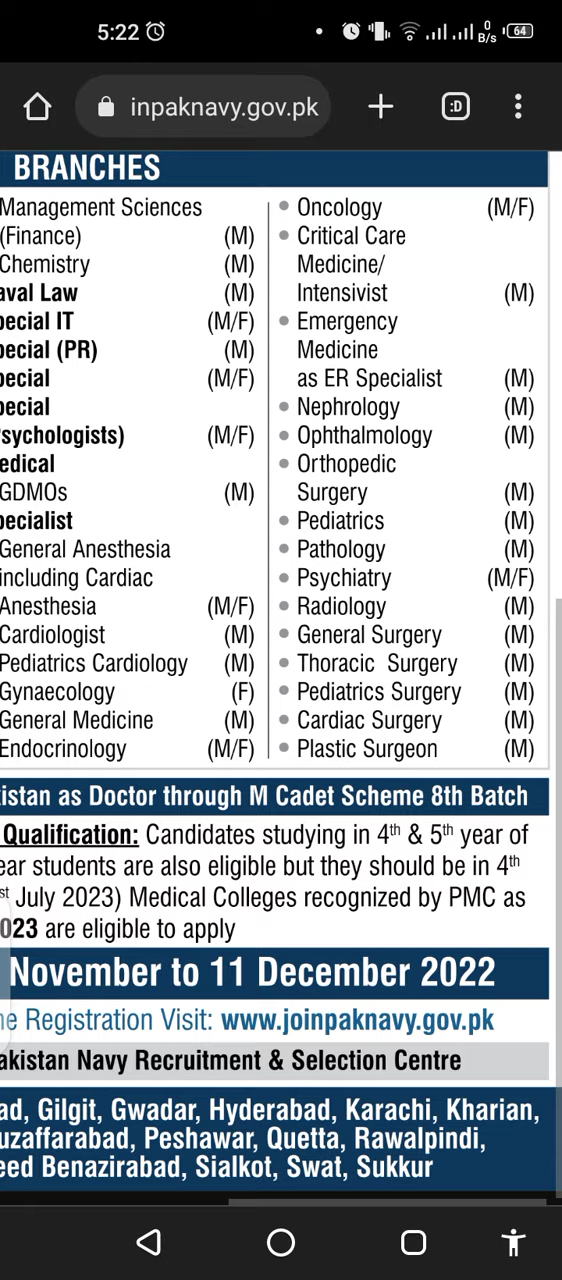 5:22
0
B/s
64
inpaknavy.gov.pk
:D
BRANCHES
Management Sciences
(Finance) (M)
Chemistry (M)
aval Law (M)
pecial IT (M/F)
pecial (PR) (M)
pecial (M/F)
pecial
sychologists) (M/F)
edical
GDMOs (M)
pecialist
General Anesthesia
including Cardiac
Anesthesia (M/F)
Cardiologist (M)
Pediatrics Cardiology (M)
Gynaecology (F)
General Medicine (M)
Endocrinology (M/F)
• Oncology (M/F)
• Critical Care
Medicine/
Intensivist (M)
• Emergency
Medicine
as ER Specialist (M)
• Nephrology (M)
• Ophthalmology (M)
• Orthopedic
Surgery (M)
• Pediatrics (M)
• Pathology (M)
• Psychiatry (M/F)
• Radiology (M)
• General Surgery (M)
• Thoracic Surgery (M)
• Pediatrics Surgery (M)
• Cardiac Surgery (M)
• Plastic Surgeon (M)
kistan as Doctor through M Cadet Scheme 8th Batch
Qualification: Candidates studying in 4th & 5th year of
ear students are also eligible but they should be in 4th
st July 2023) Medical Colleges recognized by PMC as
023 are eligible to apply
November to 11 December 2022
ne Registration Visit: www.joinpaknavy.gov.pk
akistan Navy Recruitment & Selection Centre
ad, Gilgit, Gwadar, Hyderabad, Karachi, Kharian,
uzaffarabad, Peshawar, Quetta, Rawalpindi,
eed Benazirabad, Sialkot, Swat, Sukkur